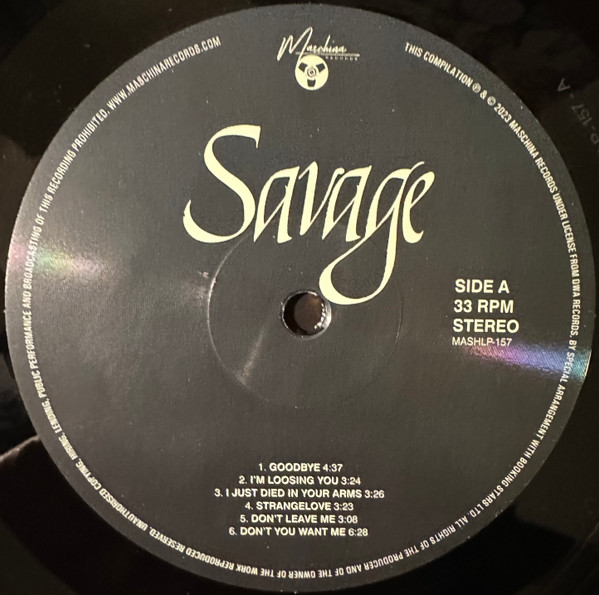 Maschina
RECORDS
THIS COMPILATION ℗ & © 2023 MASCHINA RECORDS UNDER LICENSE FROM DWA RECORDS, BY SPECIAL ARRANGEMENT WITH BOOKING STARS LTD. ALL RIGHTS OF THE PRODUCER AND OF THE OWNER OF THE WORK REPRODUCED RESERVED. UNAUTHORISED COPYING, HIRING, LENDING, PUBLIC PERFORMANCE AND BROADCASTING OF THIS RECORDING PROHIBITED. WWW.MASCHINARECORDS.COM
Savage
SIDE A
33 RPM
STEREO
MASHLP-157
1. GOODBYE 4:37
2. I'M LOOSING YOU 3:24
3. I JUST DIED IN YOUR ARMS 3:26
4. STRANGELOVE 3:23
5. DON'T LEAVE ME 3:08
6. DON'T YOU WANT ME 6:28